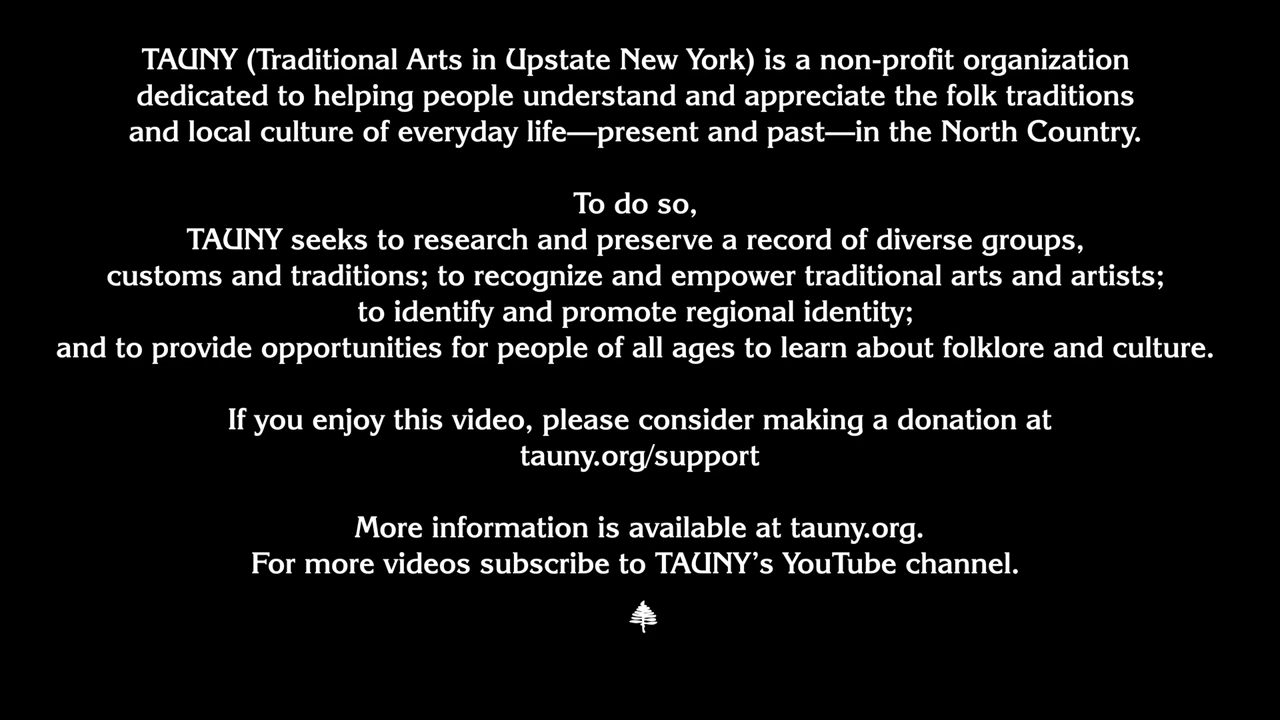 TAUNY (Traditional Arts in Upstate New York) is a non-profit organization
dedicated to helping people understand and appreciate the folk traditions
and local culture of everyday life—present and past—in the North Country.
To do so,
TAUNY seeks to research and preserve a record of diverse groups,
customs and traditions; to recognize and empower traditional arts and artists;
to identify and promote regional identity;
and to provide opportunities for people of all ages to learn about folklore and culture.
If you enjoy this video, please consider making a donation at
tauny.org/support
More information is available at tauny.org.
For more videos subscribe to TAUNY’s YouTube channel.